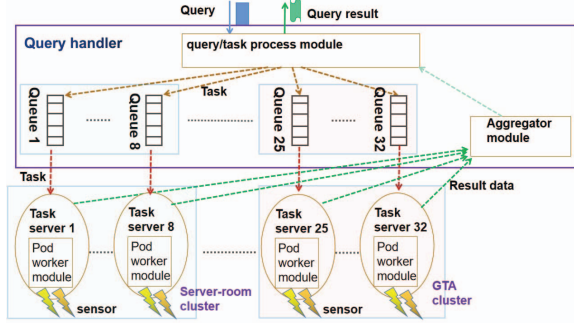 Query
Query result
Query handler
query/task process module
Task
Queue 1
Queue 8
Queue 25
Queue 32
Aggregator
module
Task
Result data
Task
server 1
Task
server 8
Task
server 25
Task
server 32
Pod
worker
module
Pod
worker
module
Pod
worker
module
Pod
worker
module
Server-room
cluster
GTA
cluster
sensor
sensor